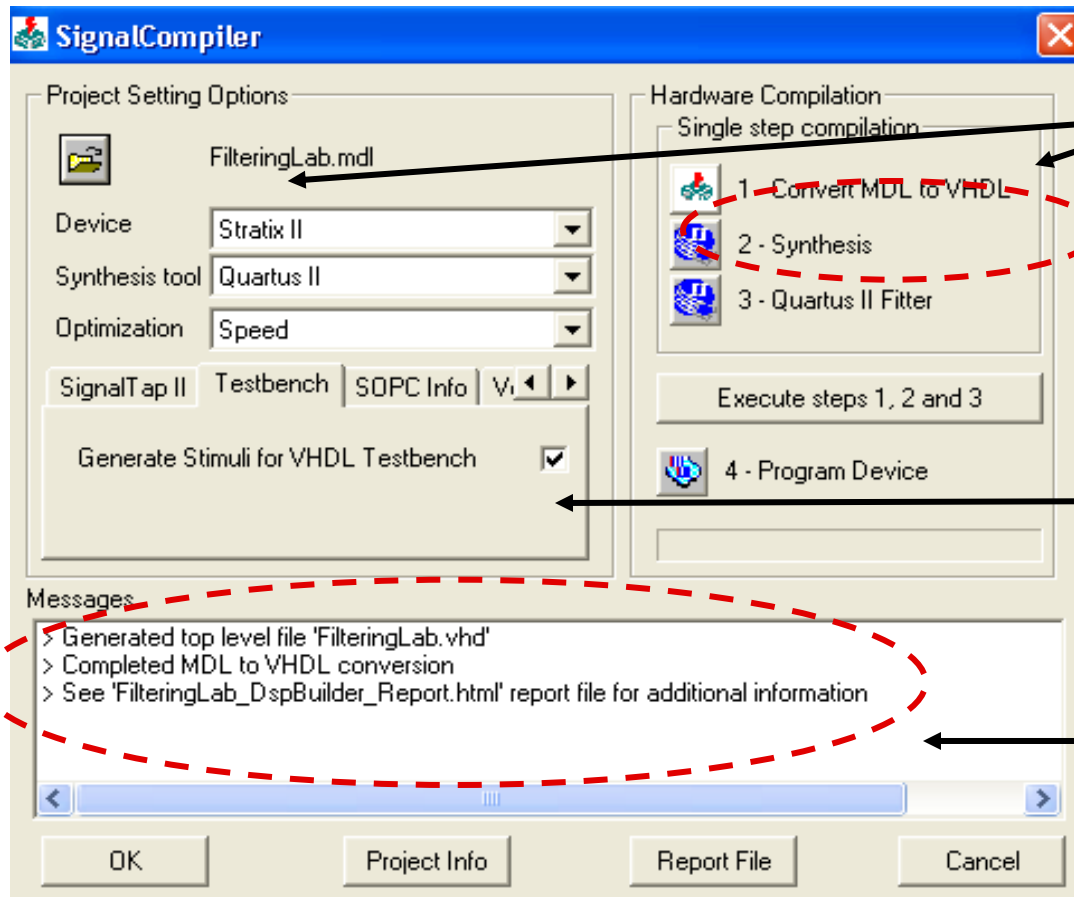 SignalCompiler
Project Setting Options
FilteringLab.mdl
Device
Stratix II
Synthesis tool
Quartus II
Optimization
Speed
SignalTap II
Testbench
SOPC Info
Generate Stimuli for VHDL Testbench
Hardware Compilation
Single step compilation
1 - Convert MDL to VHDL
2 - Synthesis
3 - Quartus II Fitter
Execute steps 1, 2 and 3
4 - Program Device
Messages
> Generated top level file 'FilteringLab.vhd'
> Completed MDL to VHDL conversion
> See 'FilteringLab_DspBuilder_Report.html' report file for additional information
OK
Project Info
Report File
Cancel